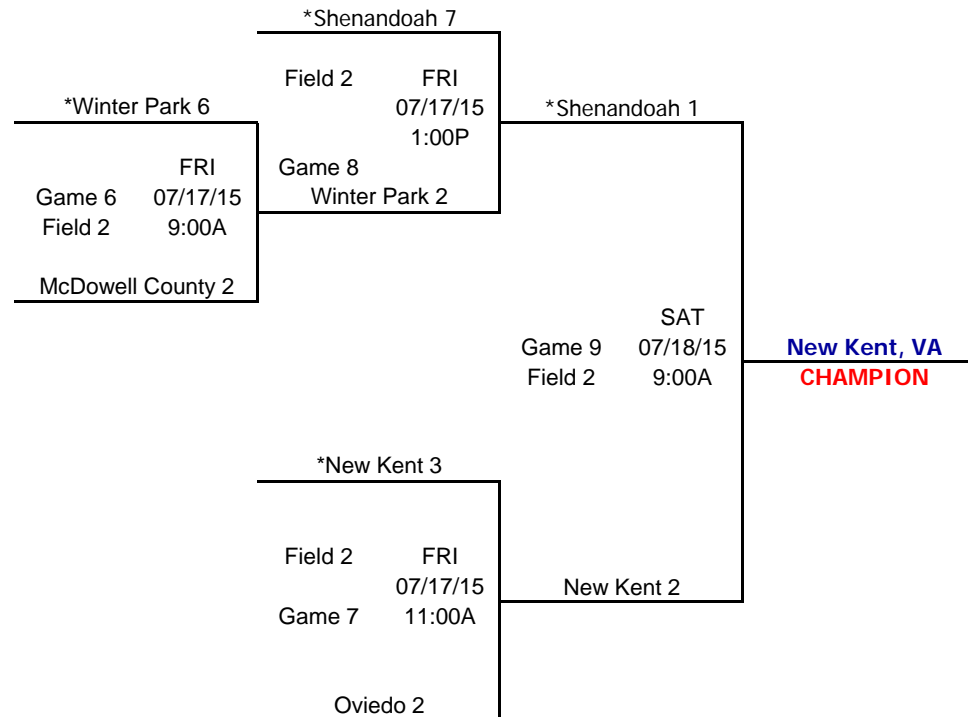 *Shenandoah 7
Field 2 FRI
07/17/15
1:00P
Game 8
Winter Park 2
*Winter Park 6
FRI
Game 6 07/17/15
Field 2 9:00A
McDowell County 2
*Shenandoah 1
SAT
Game 9 07/18/15
Field 2 9:00A
New Kent, VA
CHAMPION
*New Kent 3
Field 2 FRI
07/17/15
Game 7 11:00A
Oviedo 2
New Kent 2